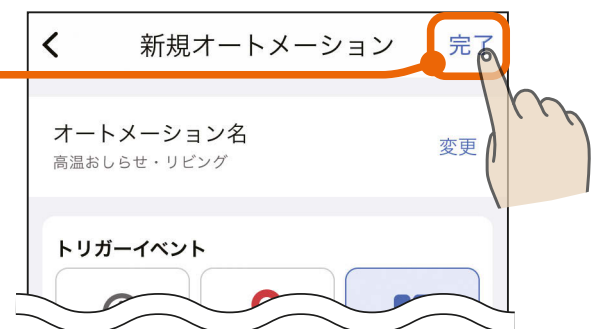 新規オートメーション
完了
オートメーション名
高温おしらせ・リビング
変更
トリガーイベント